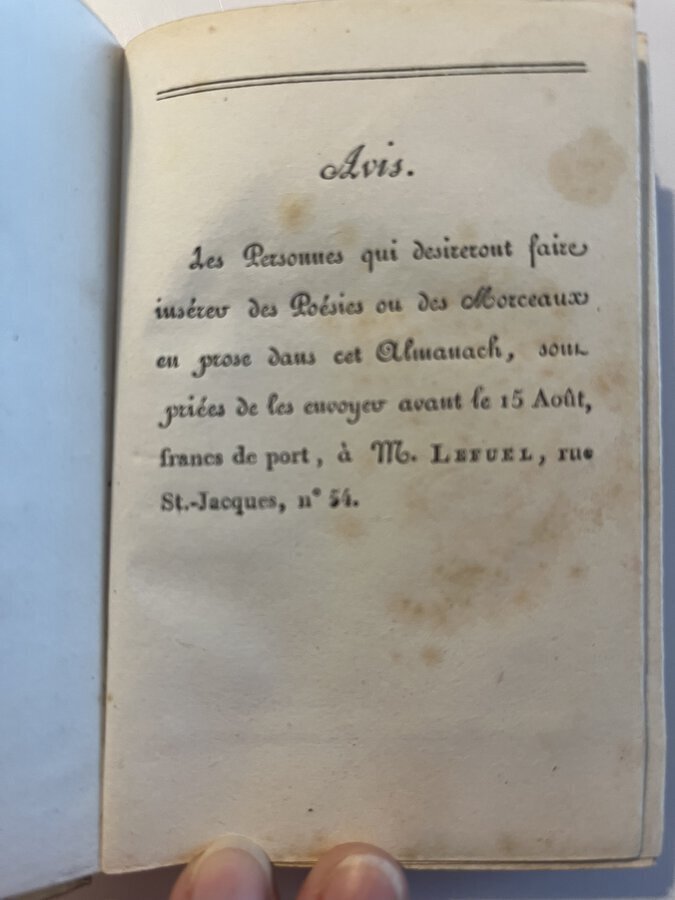 Avis.
Les Personnes qui desireront faire
insérer des Poésies ou des Morceaux
en prose dans cet Almanach, sont
priées de les envoyer avant le 15 Août,
francs de port, à M. LEFUEL, rue
St.-Jacques, n° 54.